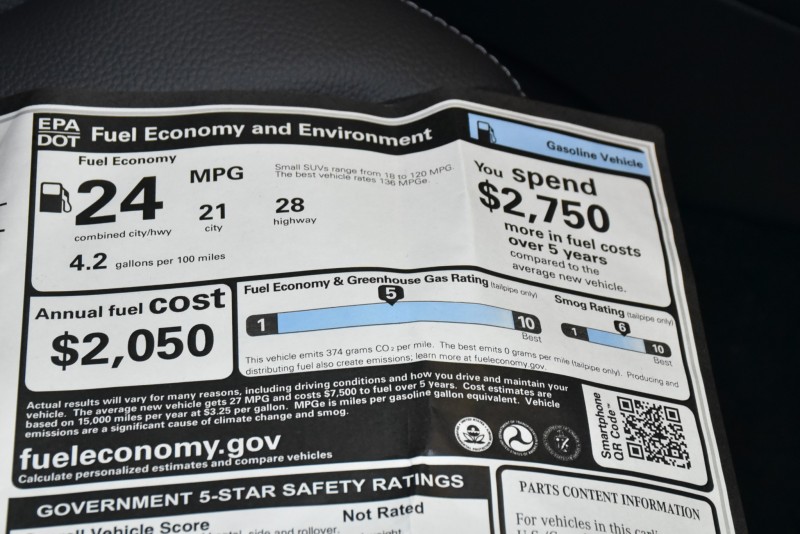 EPA
DOT
Fuel Economy and Environment
Gasoline Vehicle
Fuel Economy
24
MPG
21
city
28
highway
combined city/hwy
4.2 gallons per 100 miles
Small SUVs range from 18 to 120 MPG.
The best vehicle rates 136 MPGe.
You spend
$2,750
more in fuel costs
over 5 years
compared to the
average new vehicle.
Annual fuel cost
$2,050
Fuel Economy & Greenhouse Gas Rating (tailpipe only)
5
1
10
Best
Smog Rating (tailpipe only)
6
1
10
Best
This vehicle emits 374 grams CO2 per mile. The best emits 0 grams per mile (tailpipe only). Producing and
distributing fuel also create emissions; learn more at fueleconomy.gov.
Actual results will vary for many reasons, including driving conditions and how you drive and maintain your
vehicle. The average new vehicle gets 27 MPG and costs $7,500 to fuel over 5 years. Cost estimates are
based on 15,000 miles per year at $3.25 per gallon. MPGe is miles per gasoline gallon equivalent. Vehicle
emissions are a significant cause of climate change and smog.
fueleconomy.gov
Calculate personalized estimates and compare vehicles
Smartphone
QR Code™
GOVERNMENT 5-STAR SAFETY RATINGS
Vehicle Score
Not Rated
side and rollover.
PARTS CONTENT INFORMATION
For vehicles in this